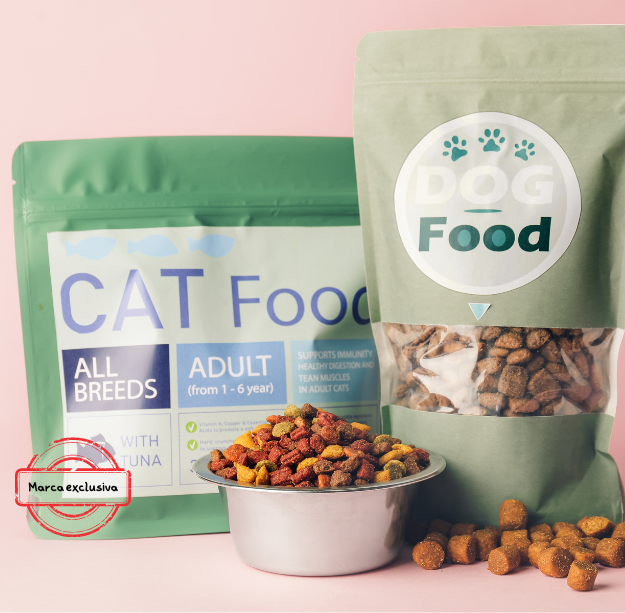 DOG
Food
CAT Food
ALL
BREEDS
ADULT
(from 1 - 6 year)
SUPPORTS IMMUNITY,
HEALTHY DIGESTION AND
TEAN MUSCLES
IN ADULT CATS
WITH
TUNA
Marca exclusiva